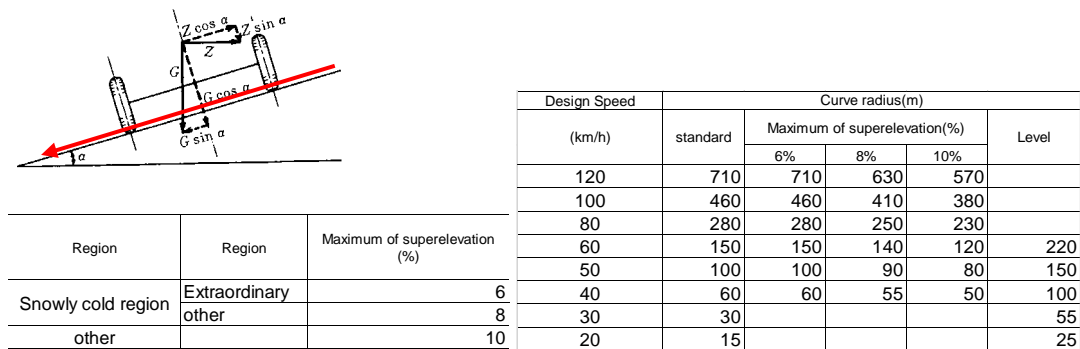 Z cos α
Z sin α
Z
G
G cos α
G sin α
α
Region Region Maximum of superelevation
(%)
Snowly cold region Extraordinary 6
other 8
other 10
Design Speed Curve radius(m)
(km/h) standard Maximum of superelevation(%) Level
6% 8% 10%
120 710 710 630 570
100 460 460 410 380
80 280 280 250 230
60 150 150 140 120 220
50 100 100 90 80 150
40 60 60 55 50 100
30 30 55
20 15 25